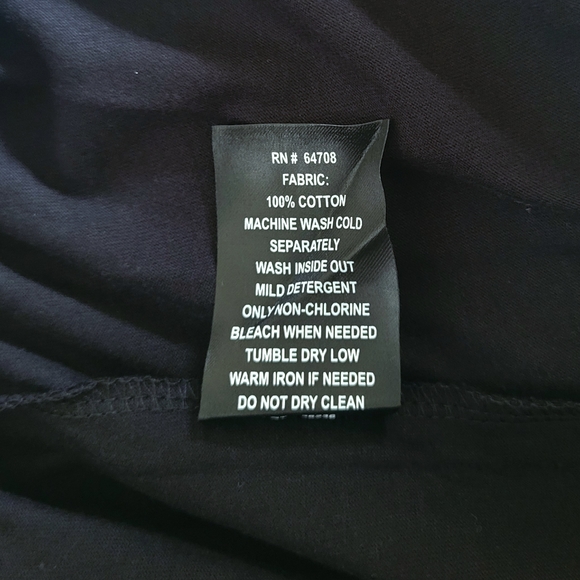 RN # 64708
FABRIC:
100% COTTON
MACHINE WASH COLD
SEPARATELY
WASH INSIDE OUT
MILD DETERGENT
ONLY NON-CHLORINE
BLEACH WHEN NEEDED
TUMBLE DRY LOW
WARM IRON IF NEEDED
DO NOT DRY CLEAN